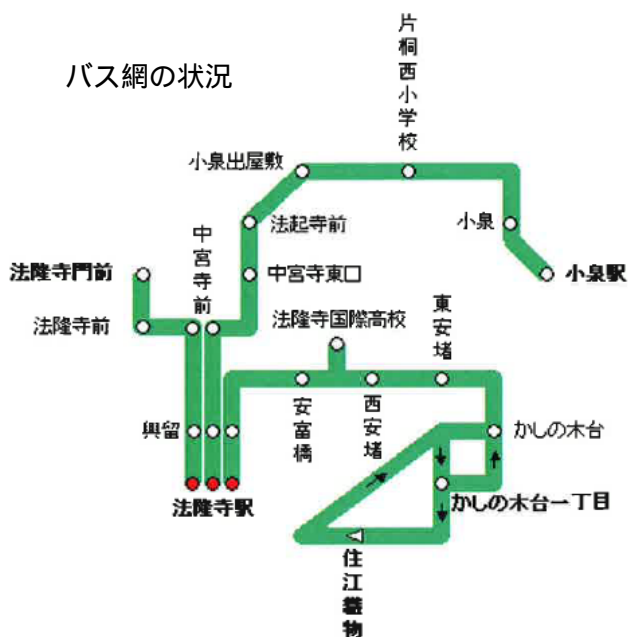 バス網の状況
片桐西小学校
小泉出屋敷
法起寺前
小泉
中宮寺前
法隆寺門前
中宮寺東口
小泉駅
法隆寺前
法隆寺国際高校
東安堵
興留
安富橋
西安堵
かしの木台
法隆寺駅
かしの木台一丁目
住江織物